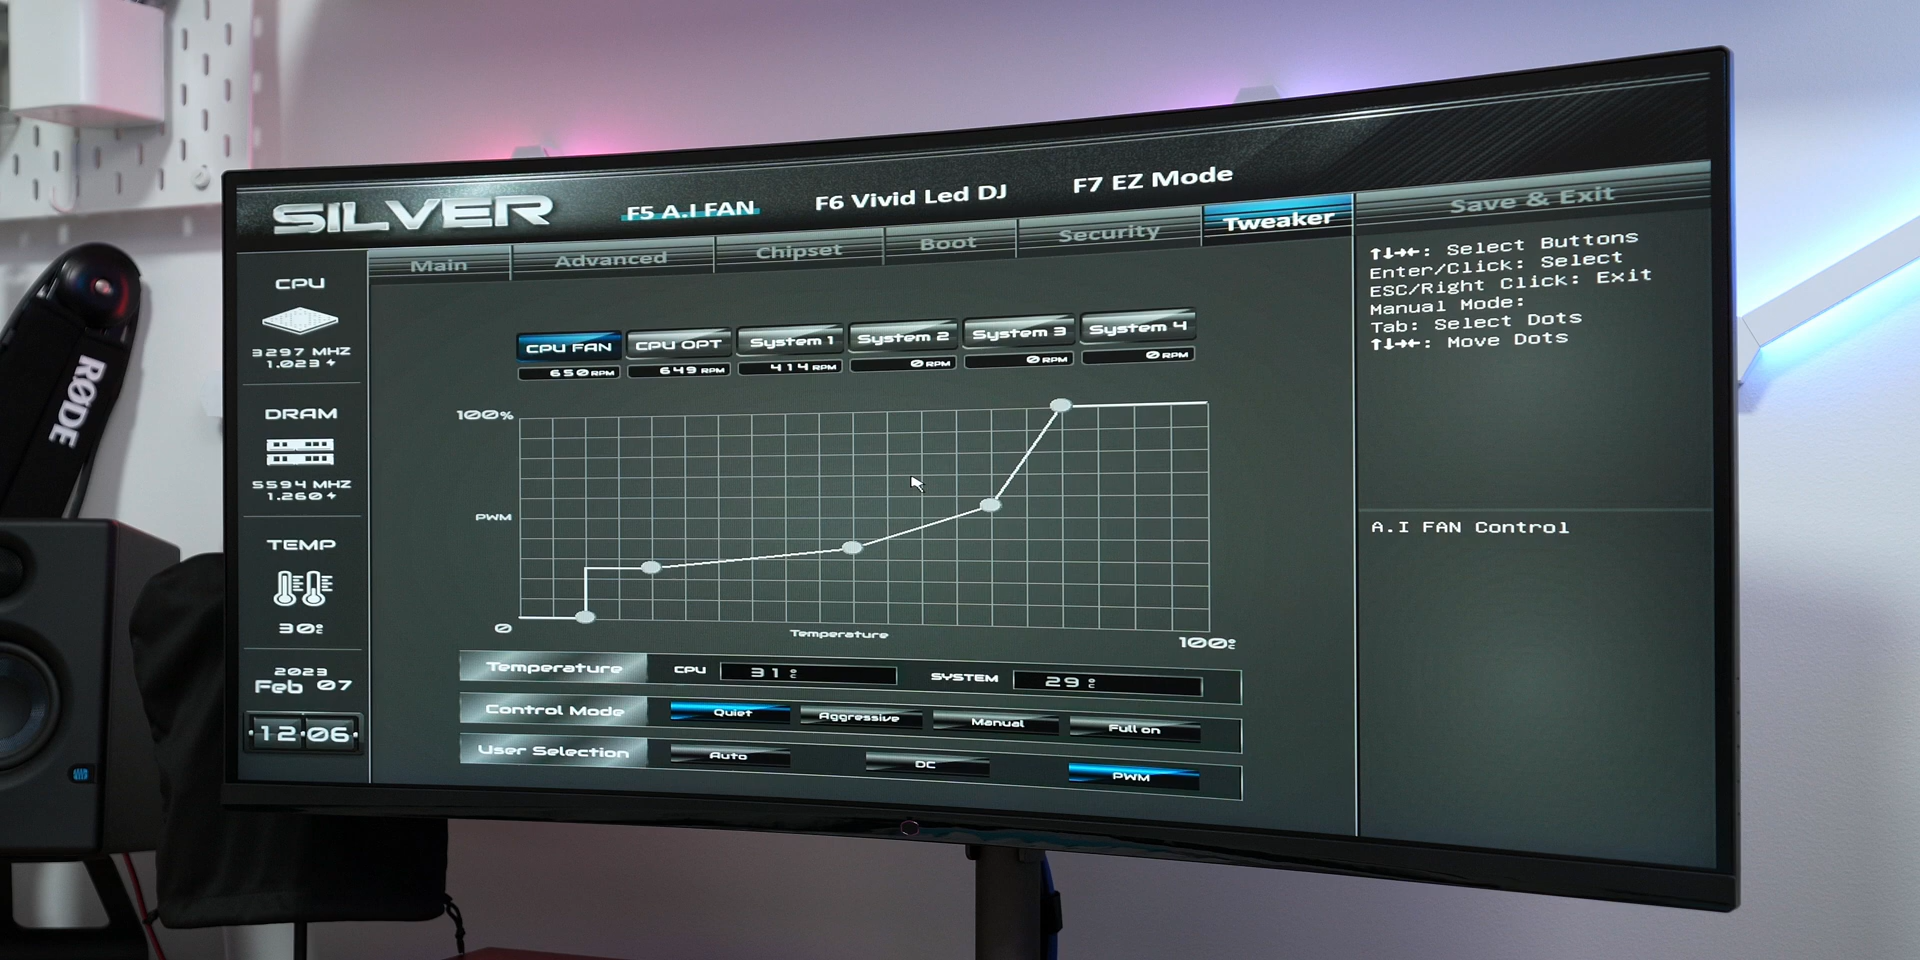 SILVER
F5 A.I FAN
F6 Vivid Led DJ
F7 EZ Mode
Main
Advanced
Chipset
Boot
Security
Tweaker
Save & Exit
CPU
3297 MHZ
1.023
DRAM
5594 MHZ
1.260
TEMP
30°C
2023
Feb 07
12:06
CPU FAN
CPU OPT
System 1
System 2
System 3
System 4
650 RPM
649 RPM
414 RPM
0 RPM
0 RPM
0 RPM
100%
PWM
0
Temperature
100°C
Temperature
CPU
31 °C
SYSTEM
29 °C
Control Mode
Quiet
Aggressive
Manual
Full on
User Selection
Auto
DC
PWM
↑↓→←: Select Buttons
Enter/Click: Select
ESC/Right Click: Exit
Manual Mode:
Tab: Select Dots
↑↓→←: Move Dots
A.I FAN Control
RØDE